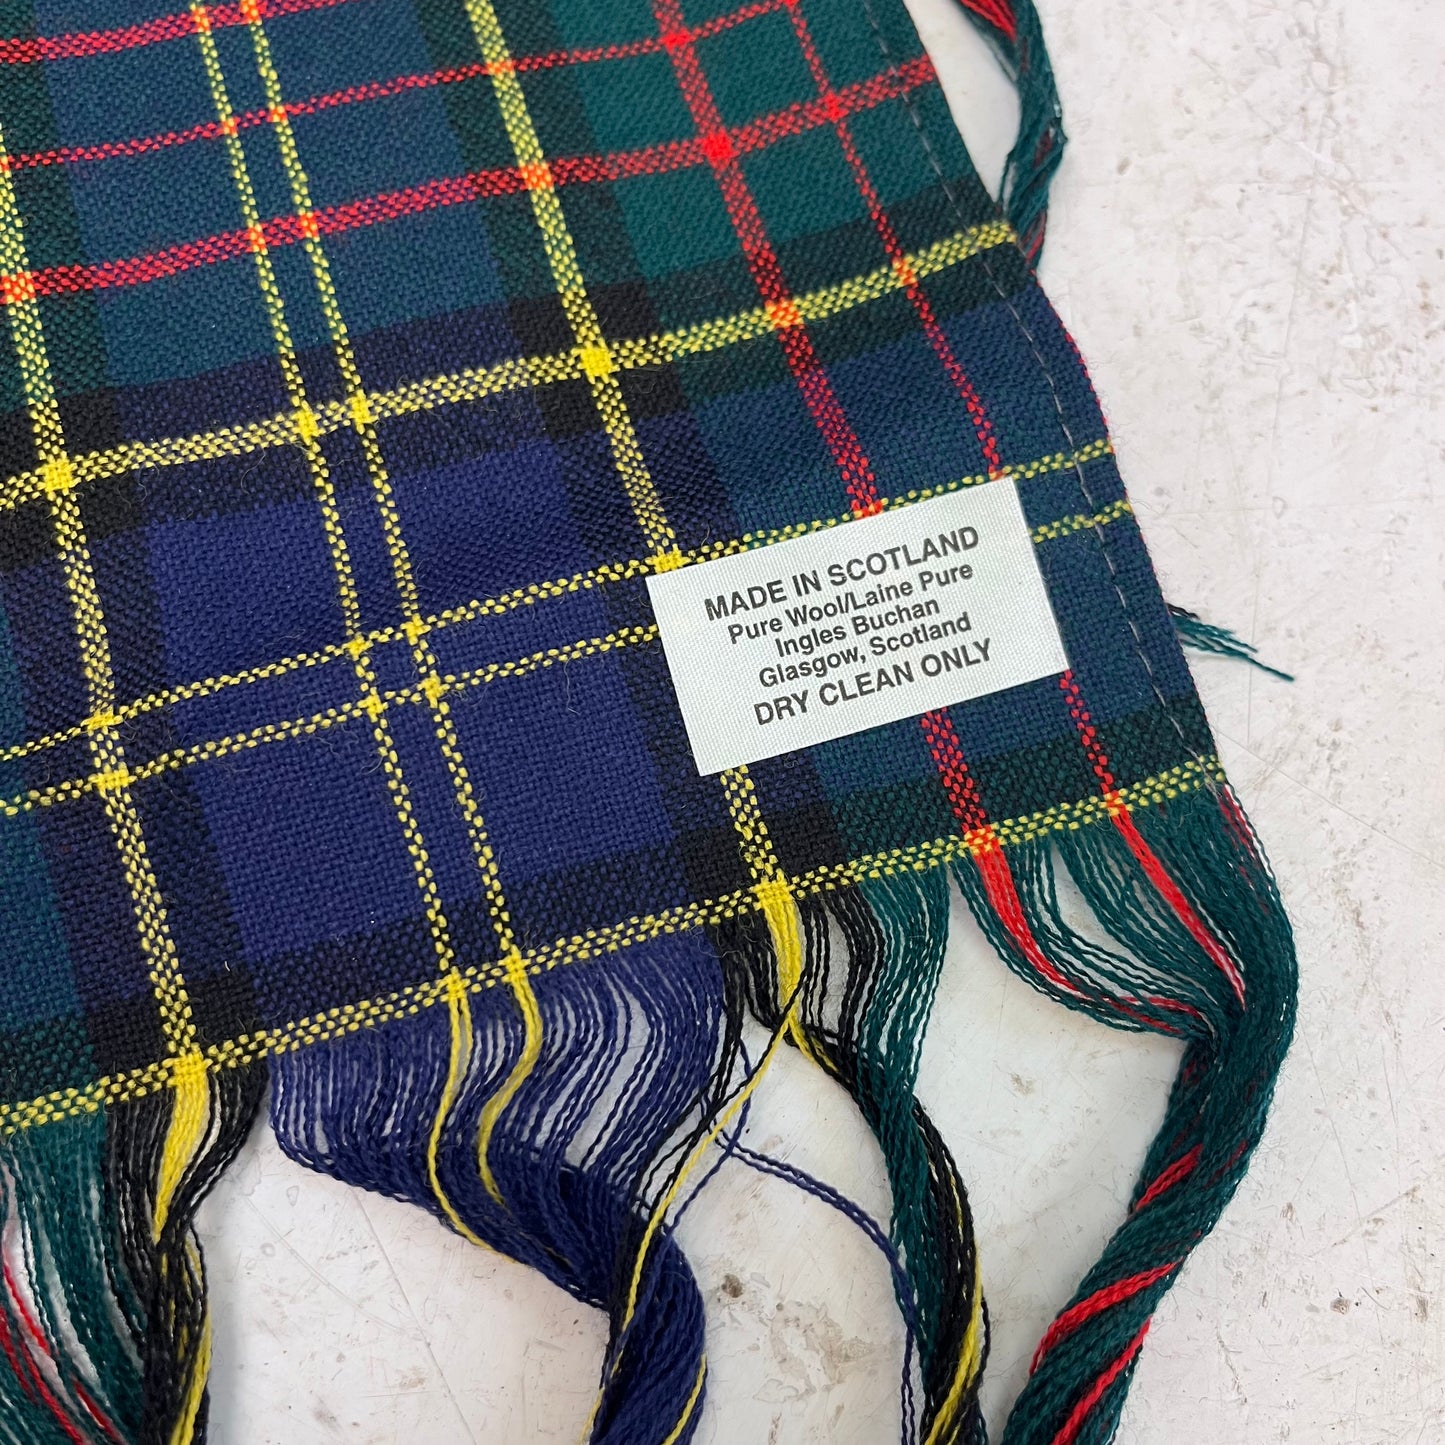 MADE IN SCOTLAND
Pure Wool/Laine Pure
Ingles Buchan
Glasgow, Scotland
DRY CLEAN ONLY